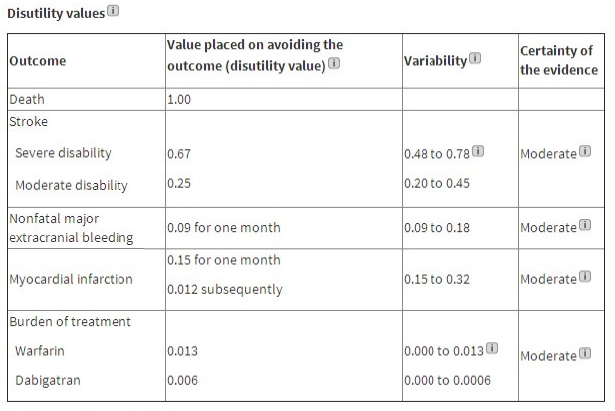 Disutility values
Outcome
Value placed on avoiding the
outcome (disutility value)
Variability
Certainty of
the evidence
Death
1.00
Stroke
Severe disability
0.67
0.48 to 0.78
Moderate
Moderate disability
0.25
0.20 to 0.45
Nonfatal major
extracranial bleeding
0.09 for one month
0.09 to 0.18
Moderate
Myocardial infarction
0.15 for one month
0.012 subsequently
0.15 to 0.32
Moderate
Burden of treatment
Warfarin
0.013
0.000 to 0.013
Moderate
Dabigatran
0.006
0.000 to 0.0006